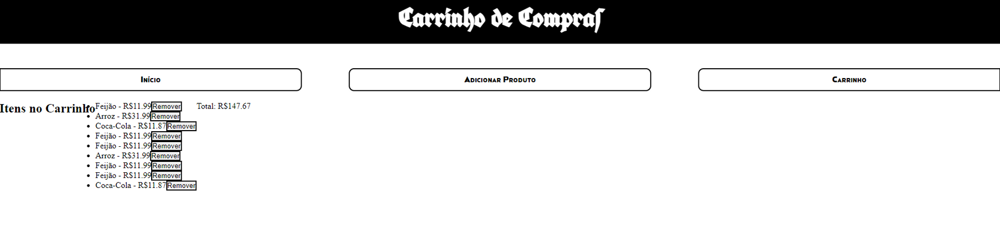 Carrinho de Compras
Início
Adicionar Produto
Carrinho
Itens no Carrinho
Feijão - R$11.99 Remover
Total: R$147.67
Arroz - R$31.99 Remover
Coca-Cola - R$11.87 Remover
Feijão - R$11.99 Remover
Feijão - R$11.99 Remover
Arroz - R$31.99 Remover
Feijão - R$11.99 Remover
Feijão - R$11.99 Remover
Coca-Cola - R$11.87 Remover